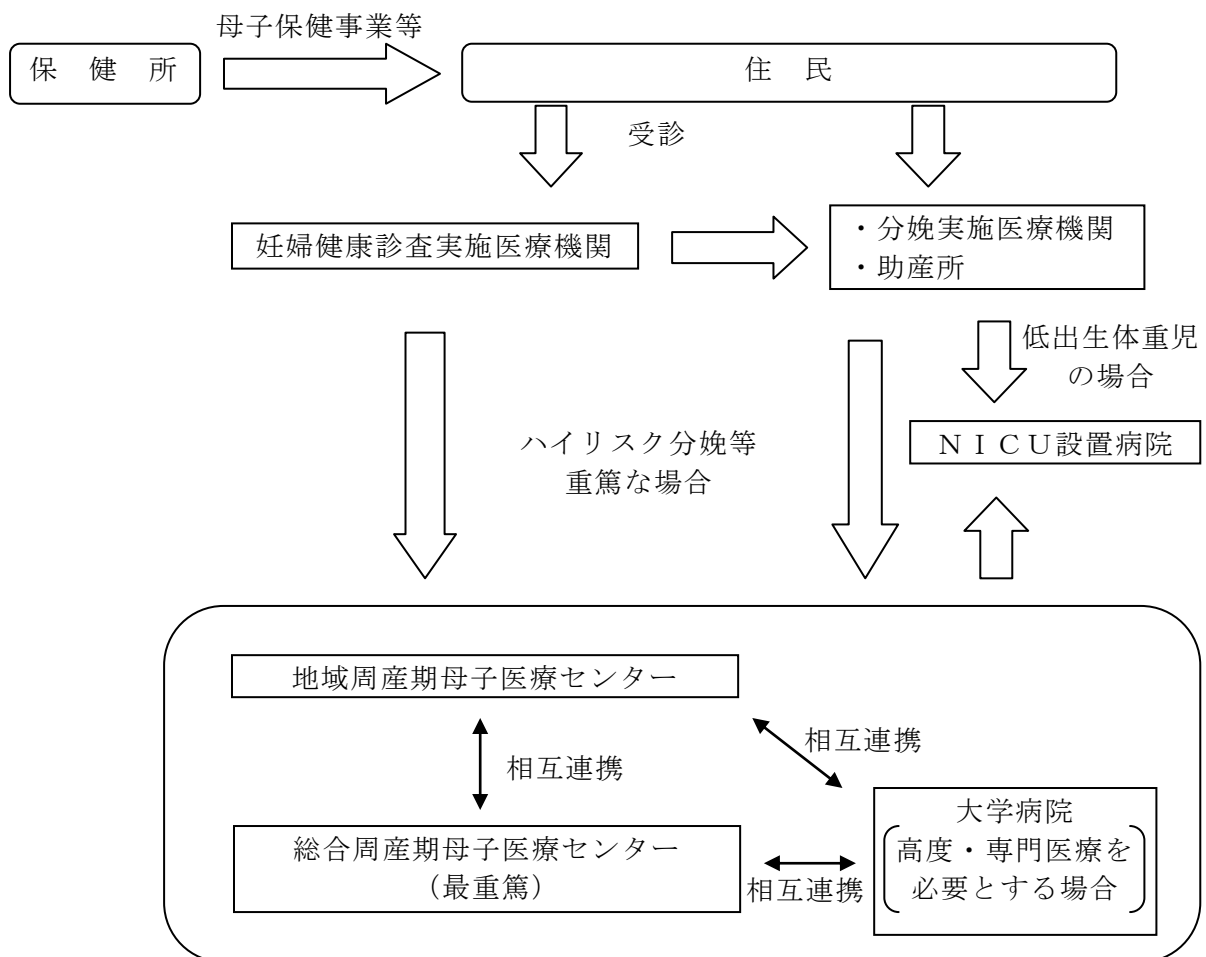 母子保健事業等
保　健　所
住　民
受診
妊婦健康診査実施医療機関
・分娩実施医療機関
・助産所
低出生体重児
の場合
ハイリスク分娩等
重篤な場合
ＮＩＣＵ設置病院
地域周産期母子医療センター
相互連携
相互連携
総合周産期母子医療センター
（最重篤）
相互連携
大学病院
高度・専門医療を
必要とする場合